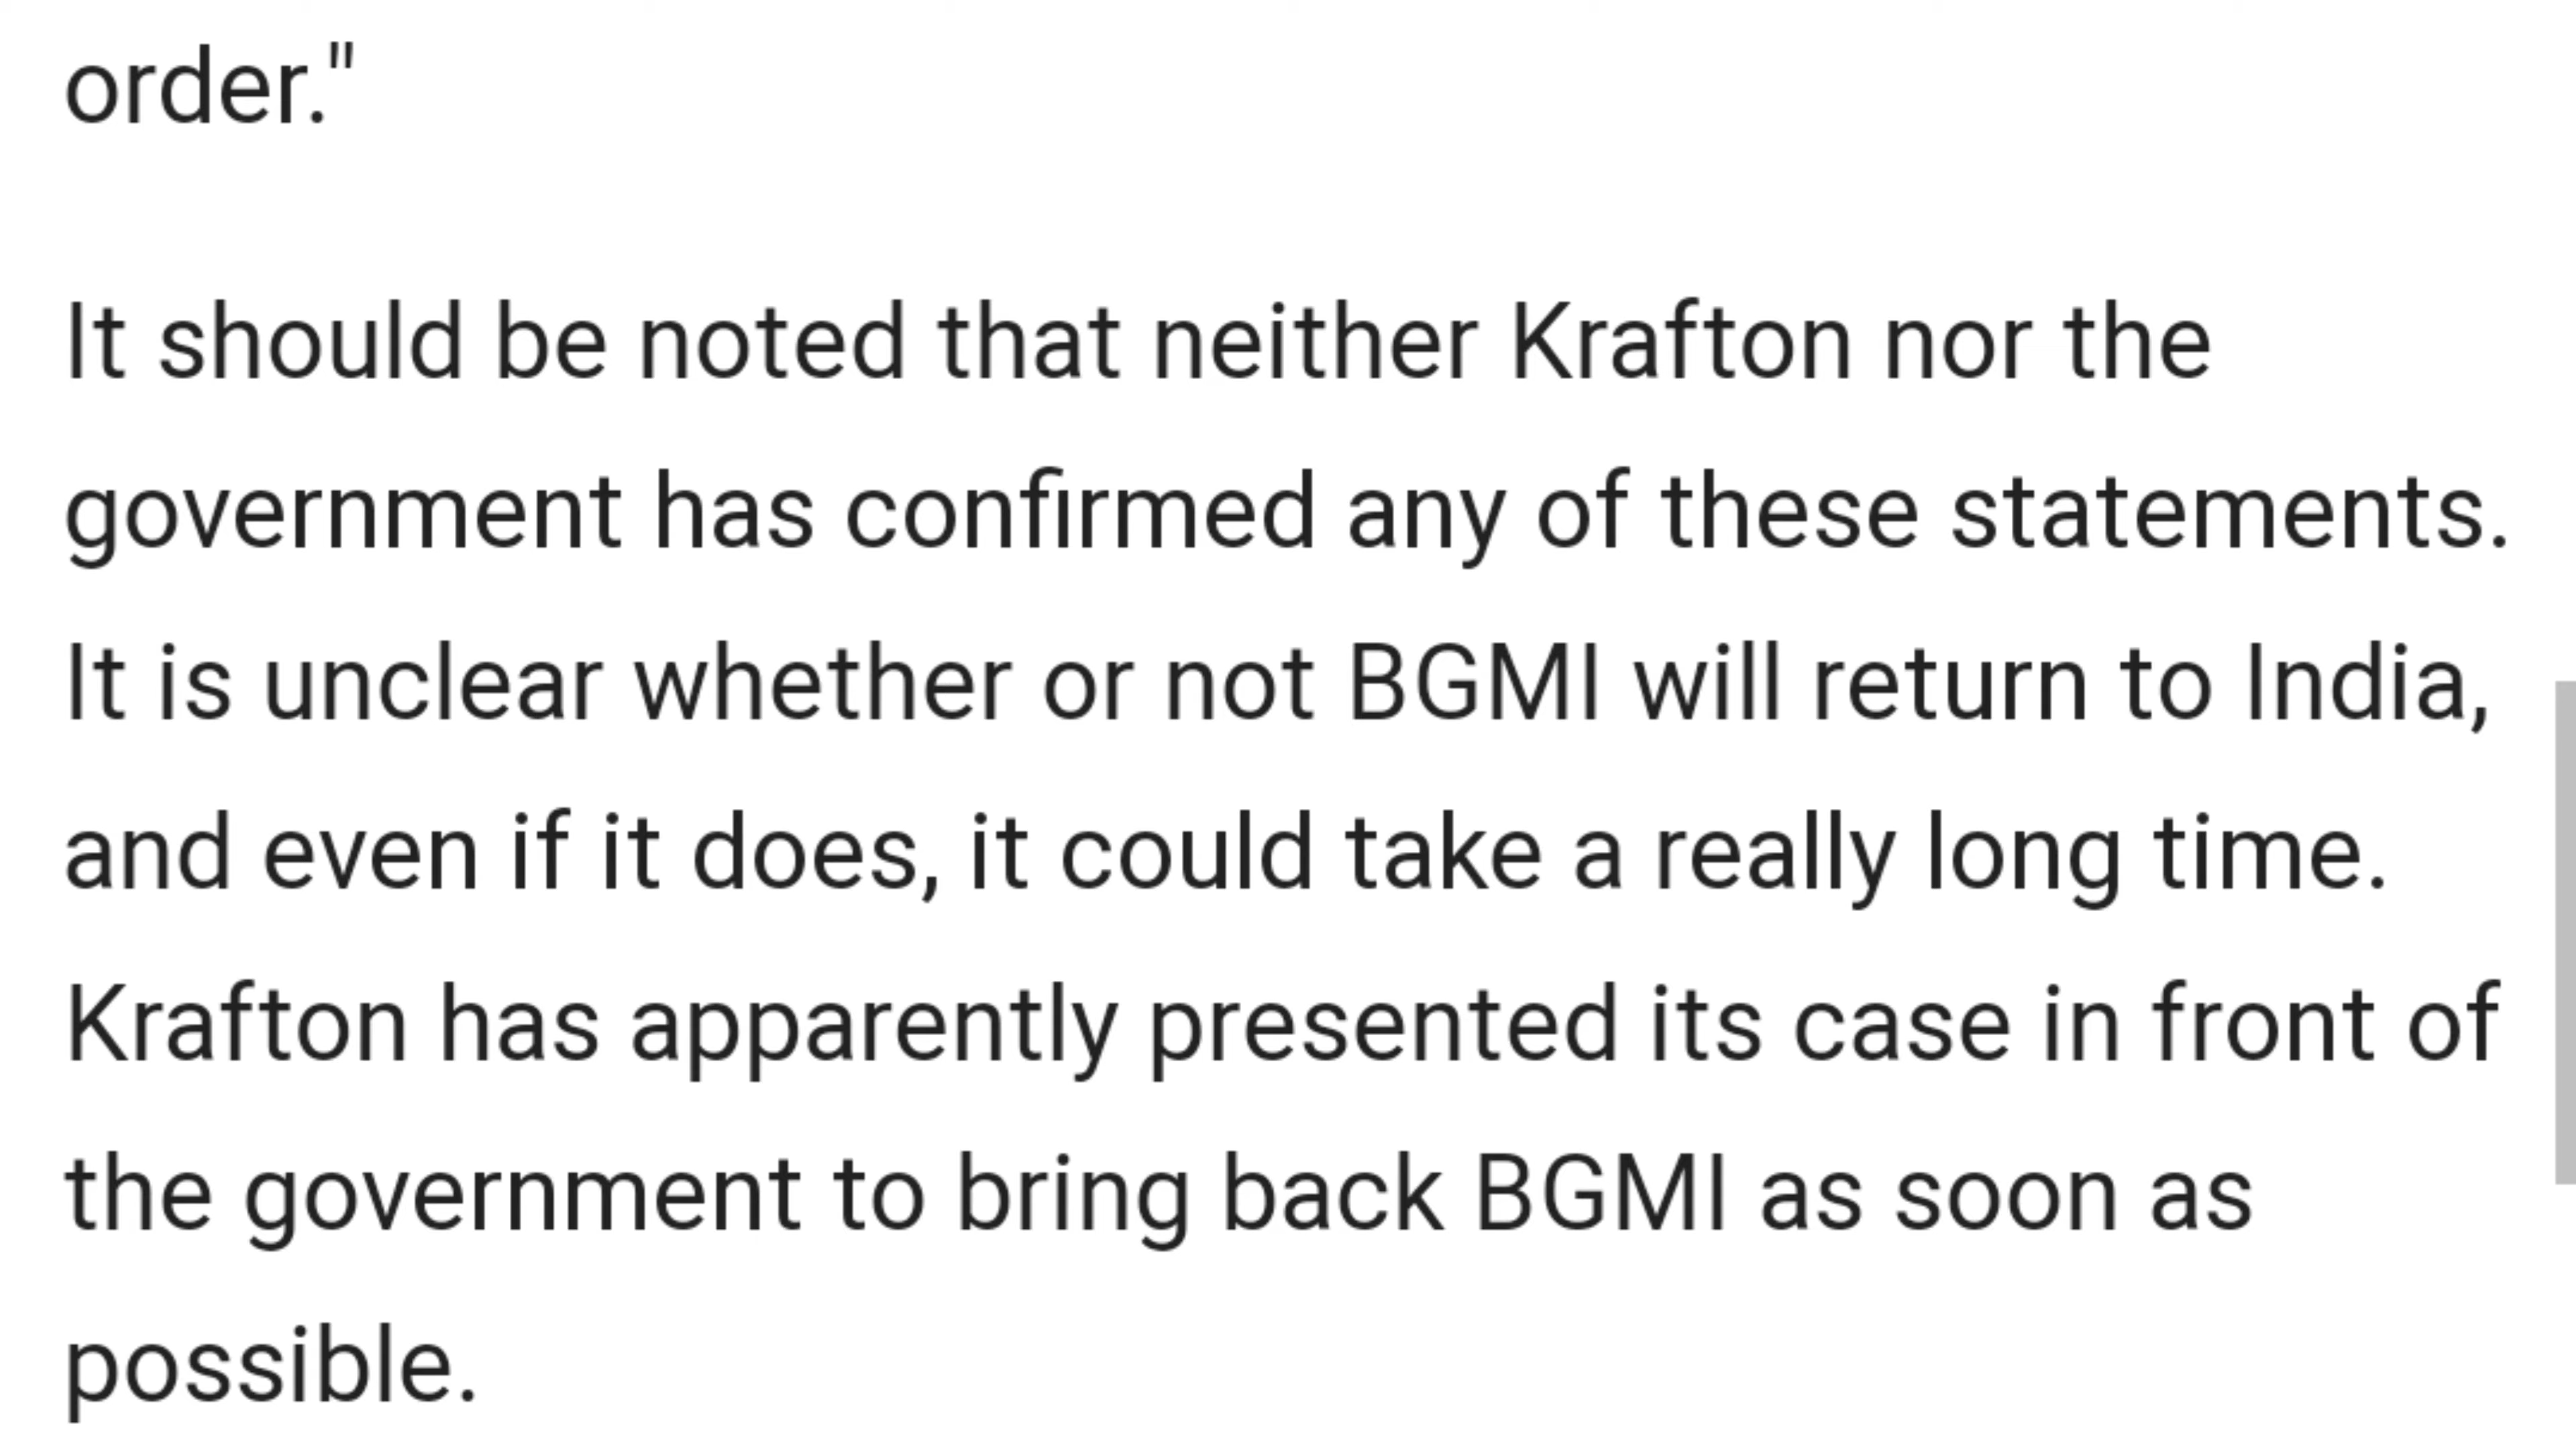 order."
It should be noted that neither Krafton nor the
government has confirmed any of these statements.
It is unclear whether or not BGMI will return to India,
and even if it does, it could take a really long time.
Krafton has apparently presented its case in front of
the government to bring back BGMI as soon as
possible.